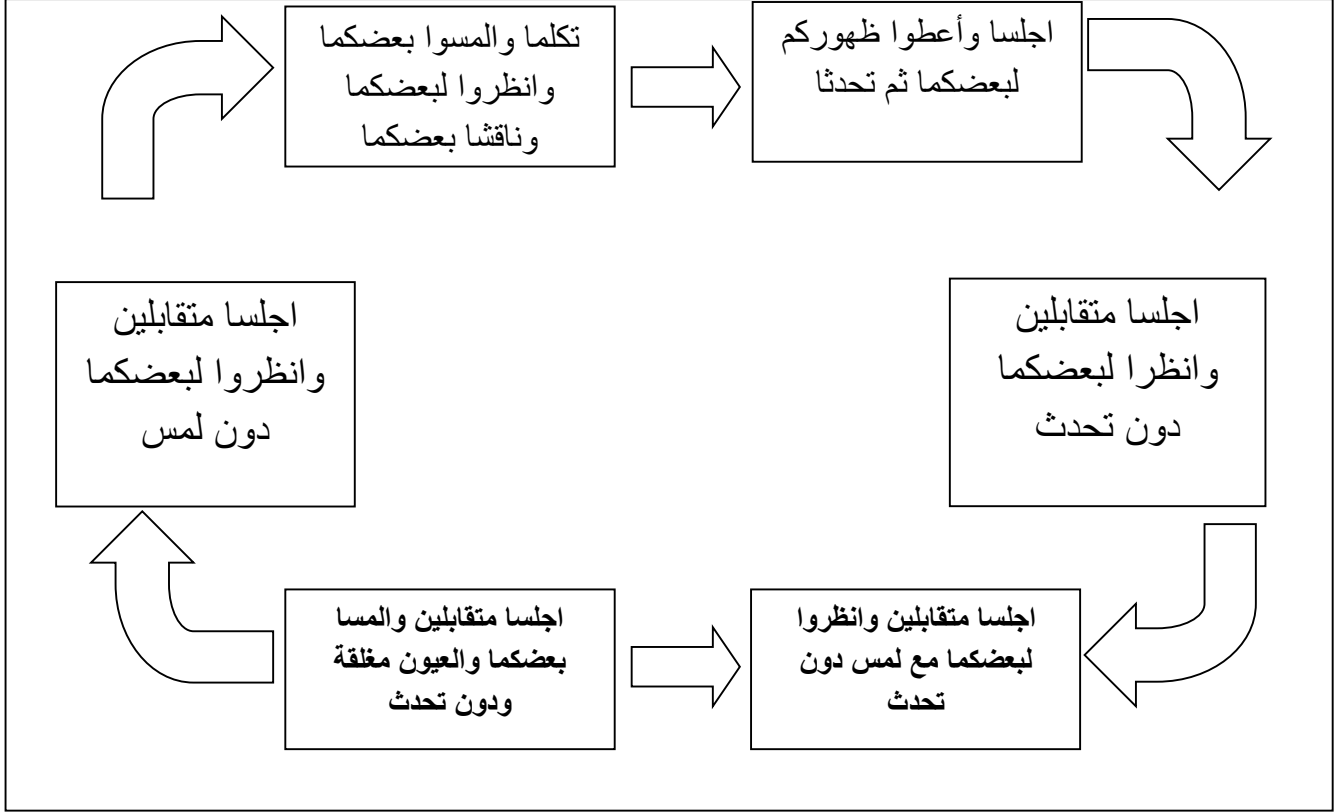 اجلسا وأعطوا ظهوركم
لبعضكما ثم تحدثا
تكلما والمسوا بعضكما
وانظروا لبعضكما
وناقشا بعضكما
اجلسا متقابلين
وانظرا لبعضكما
دون تحدث
اجلسا متقابلين
وانظروا لبعضكما
دون لمس
اجلسا متقابلين وانظروا
لبعضكما مع لمس دون
تحدث
اجلسا متقابلين والمسا
بعضكما والعيون مغلقة
ودون تحدث